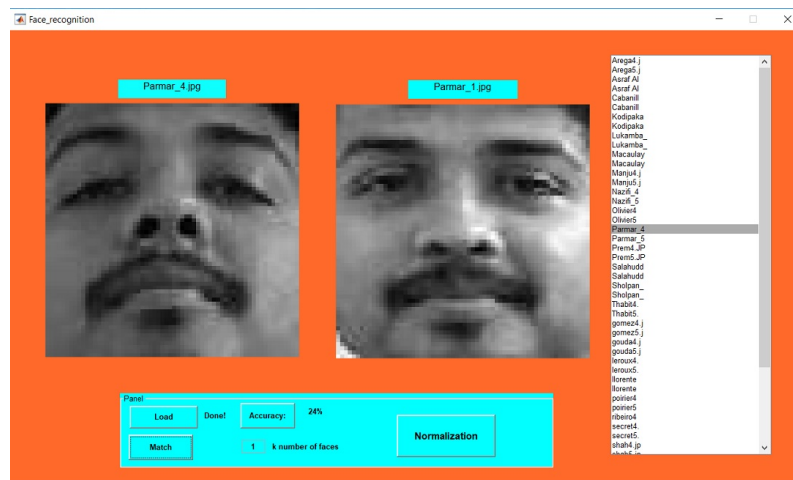 Face_recognition
Parmar_4.jpg
Parmar_1.jpg
Arega4.j
Arega5.j
Asraf Al
Asraf Al
Cabanill
Cabanill
Kodipaka
Kodipaka
Lukamba_
Lukamba_
Macaulay
Macaulay
Manju4.j
Manju5.j
Nazifi_4
Nazifi_5
Olivier4
Olivier5
Parmar_4
Parmar_5
Prem4.JP
Prem5.JP
Salahudd
Salahudd
Sholpan_
Sholpan_
Thabit4.
Thabit5.
gomez4.j
gomez5.j
gouda4.j
gouda5.j
leroux4.
leroux5.
llorente
llorente
poirier4
poirier5
ribeiro4
secret4.
secret5.
shah4.jp
shah5.jp
Panel
Load
Done!
Accuracy:
24%
Match
1
k number of faces
Normalization